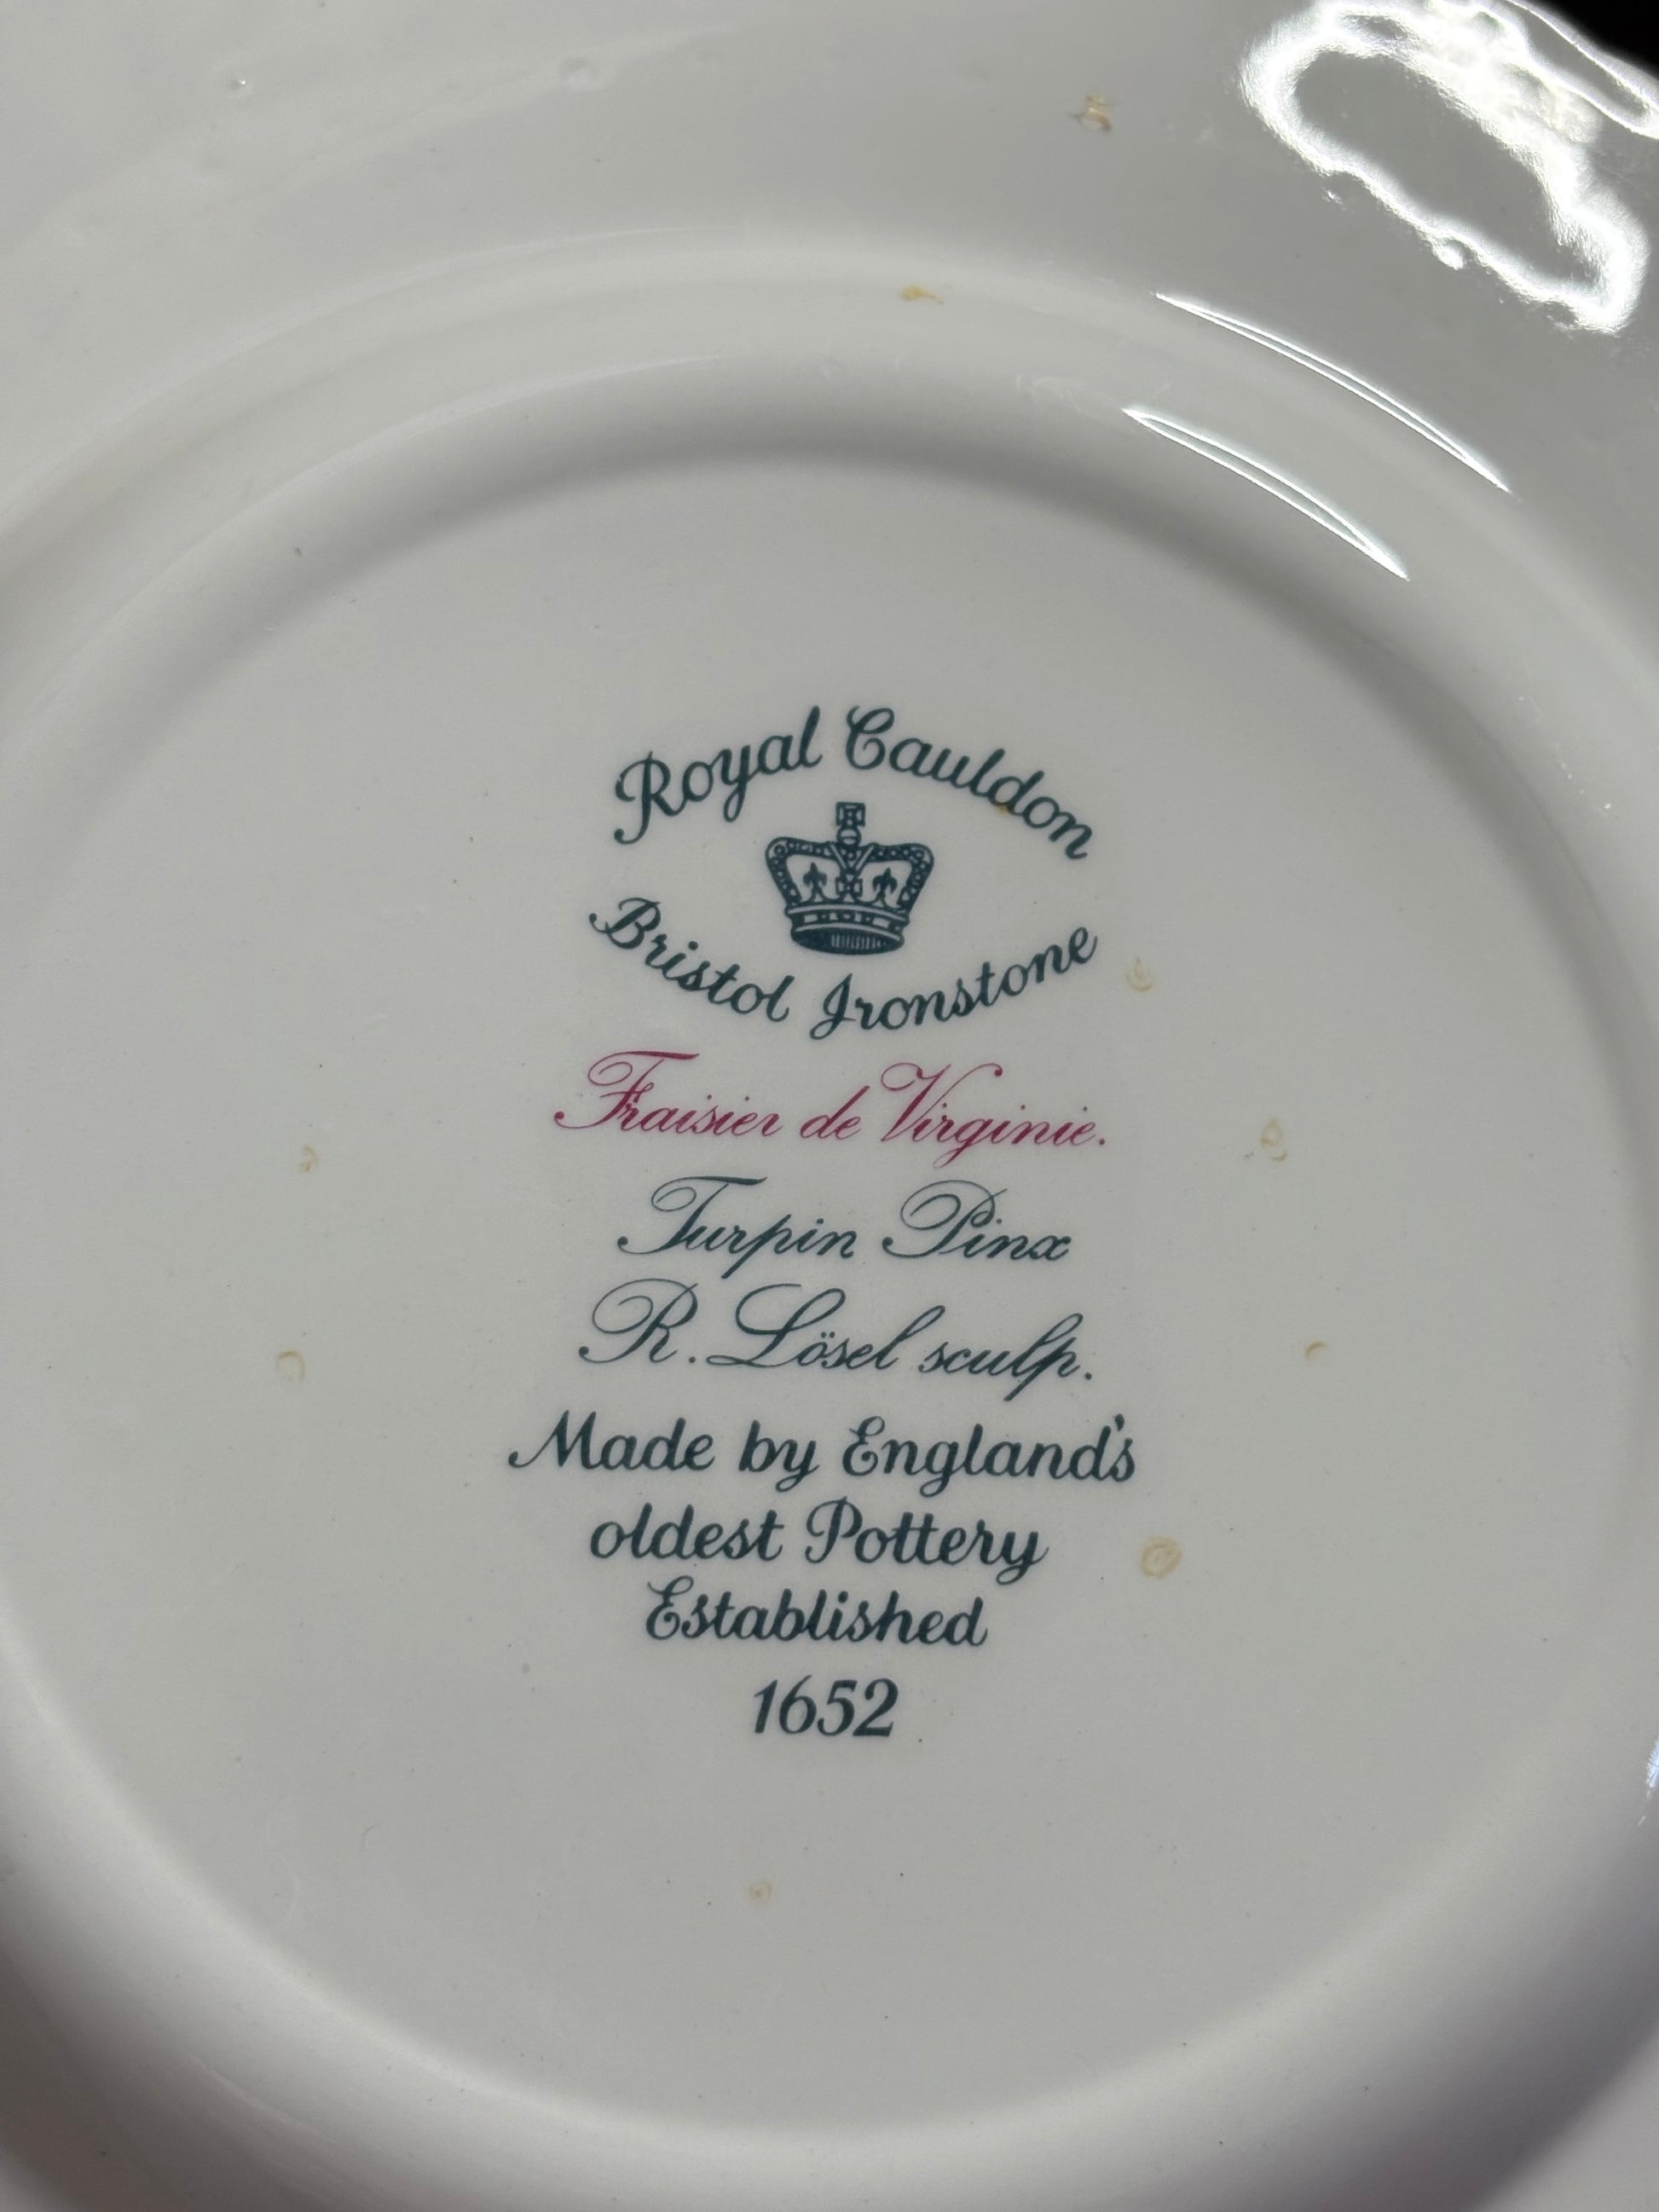 Royal Cauldon
Bristol Ironstone
Fraisier de Virginie.
Turpin Pinx
R. Lösel sculp.
Made by England's
oldest Pottery
Established
1652